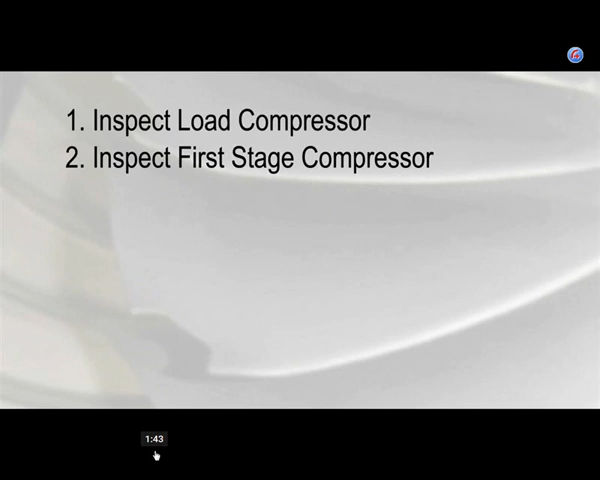 1. Inspect Load Compressor
2. Inspect First Stage Compressor
1:43